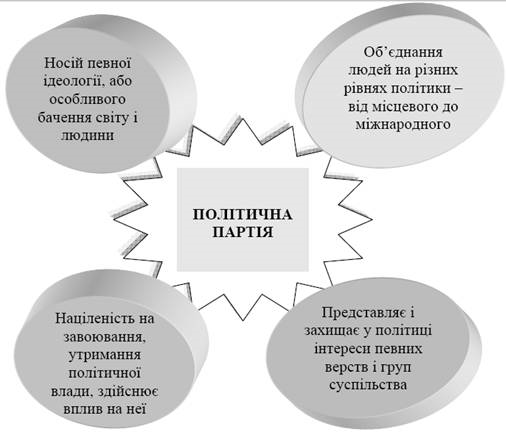 Носій певної
ідеології, або
особливого
бачення світу і
людини
Об’єднання
людей на різних
рівнях політики –
від місцевого до
міжнародного
ПОЛІТИЧНА
ПАРТІЯ
Націленість на
завоювання,
утримання
політичної
влади, здійснює
вплив на неї
Представляє і
захищає у політиці
інтереси певних
верств і груп
суспільства